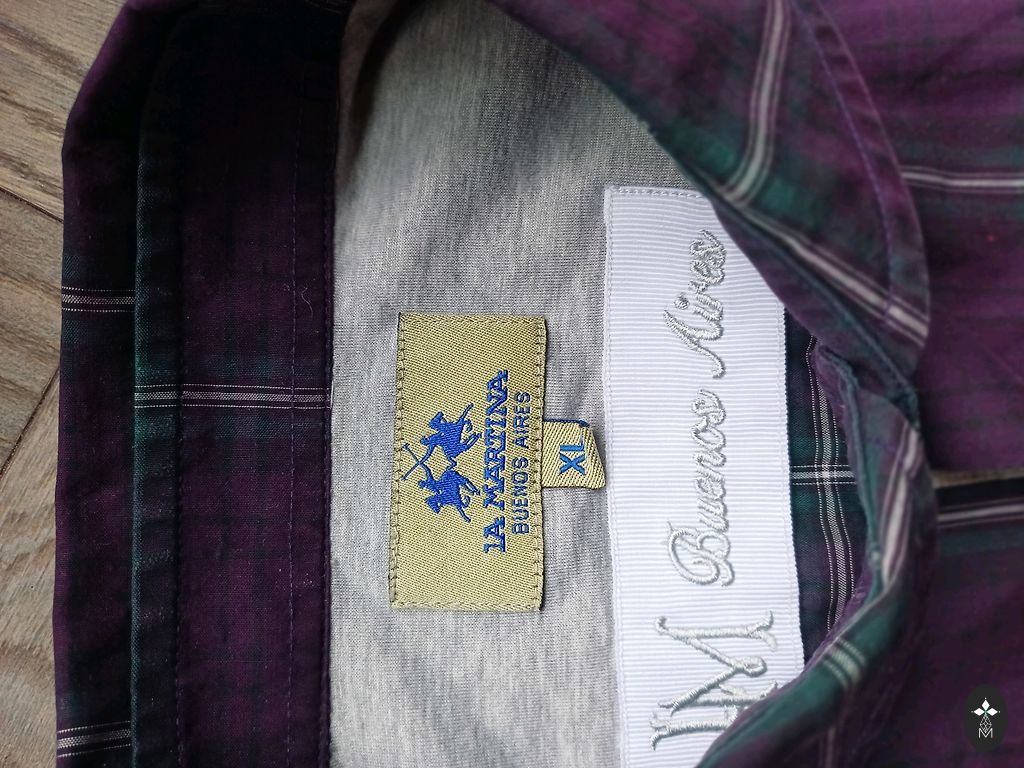 LA MARTINA
BUENOS AIRES
XL
LM Buenos Aires
M